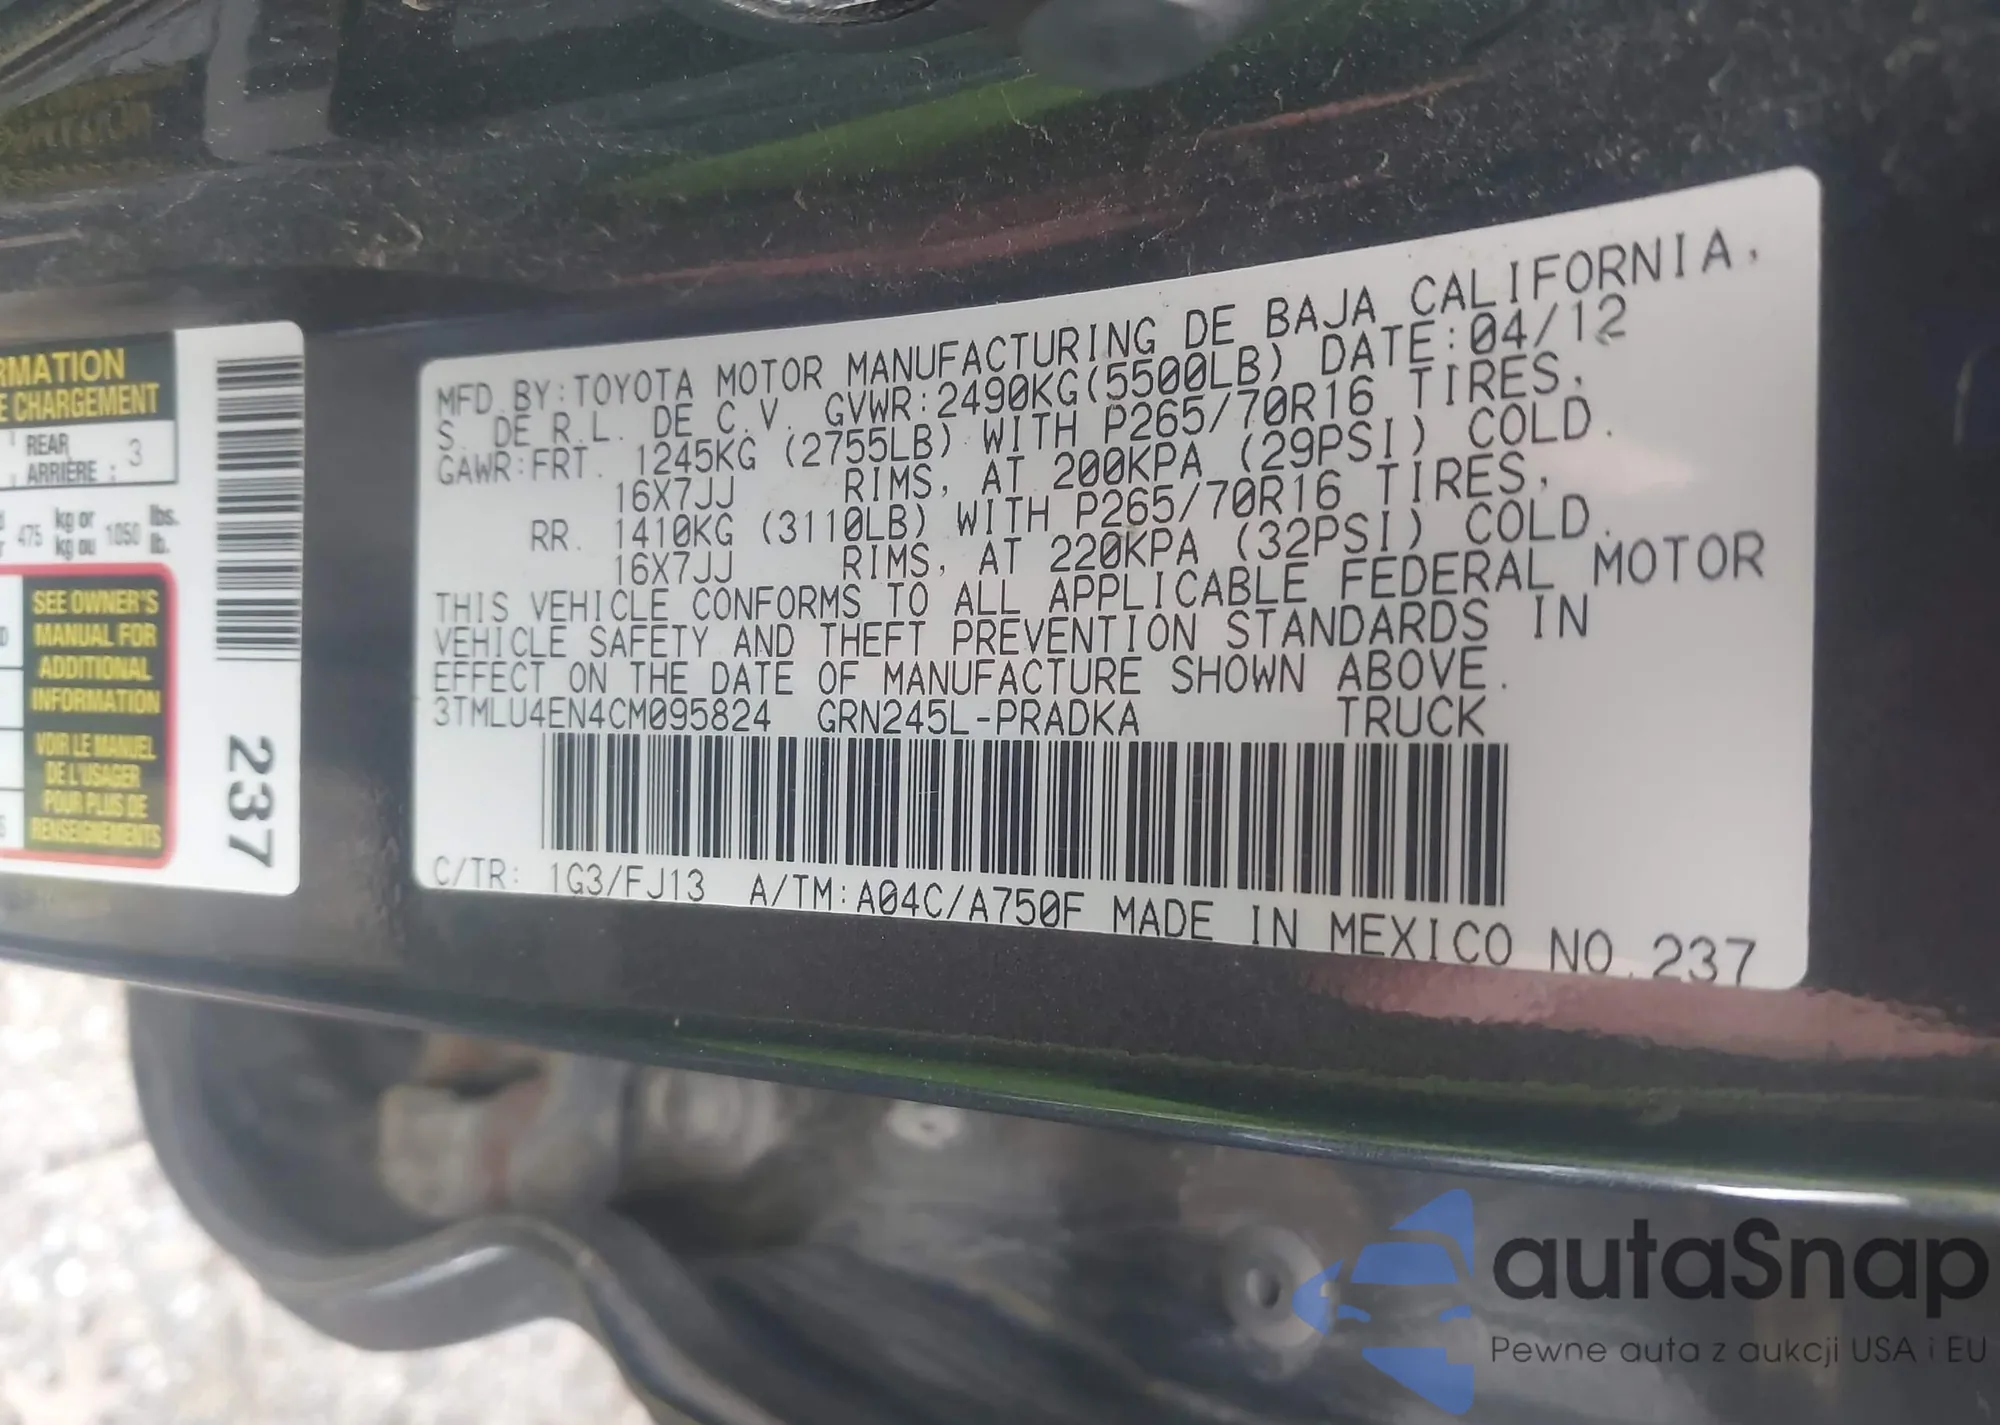 RMATION
E CHARGEMENT
REAR
ARRIÈRE : 3
475 kg or 1050 lbs.
kg ou lb.
SEE OWNER'S
MANUAL FOR
ADDITIONAL
INFORMATION
VOIR LE MANUEL
DE L'USAGER
POUR PLUS DE
RENSEIGNEMENTS
237
MFD.BY:TOYOTA MOTOR MANUFACTURING DE BAJA CALIFORNIA,
S. DE R.L. DE C.V. GVWR:2490KG(5500LB) DATE:04/12
GAWR:FRT. 1245KG (2755LB) WITH P265/70R16 TIRES,
16X7JJ RIMS, AT 200KPA (29PSI) COLD.
RR. 1410KG (3110LB) WITH P265/70R16 TIRES,
16X7JJ RIMS, AT 220KPA (32PSI) COLD.
THIS VEHICLE CONFORMS TO ALL APPLICABLE FEDERAL MOTOR
VEHICLE SAFETY AND THEFT PREVENTION STANDARDS IN
EFFECT ON THE DATE OF MANUFACTURE SHOWN ABOVE.
3TMLU4EN4CM095824 GRN245L-PRADKA TRUCK
C/TR: 1G3/FJ13 A/TM:A04C/A750F MADE IN MEXICO NO.237
autaSnap
Pewne auta z aukcji USA i EU